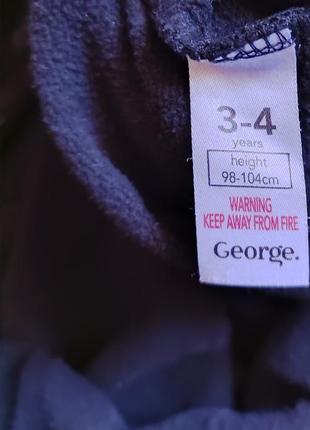 3-4
years
height
98-104cm
WARNING
KEEP AWAY FROM FIRE
George.